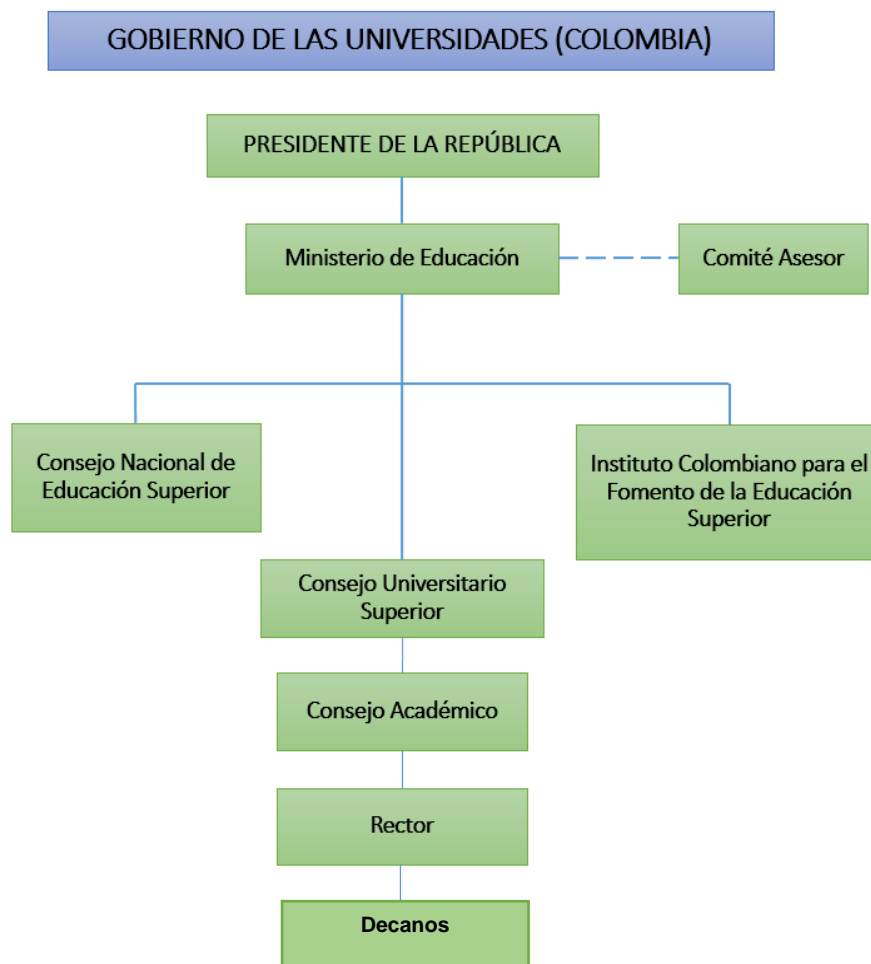 GOBIERNO DE LAS UNIVERSIDADES (COLOMBIA)
PRESIDENTE DE LA REPÚBLICA
Ministerio de Educación
Comité Asesor
Consejo Nacional de
Educación Superior
Instituto Colombiano para el
Fomento de la Educación
Superior
Consejo Universitario
Superior
Consejo Académico
Rector
Decanos